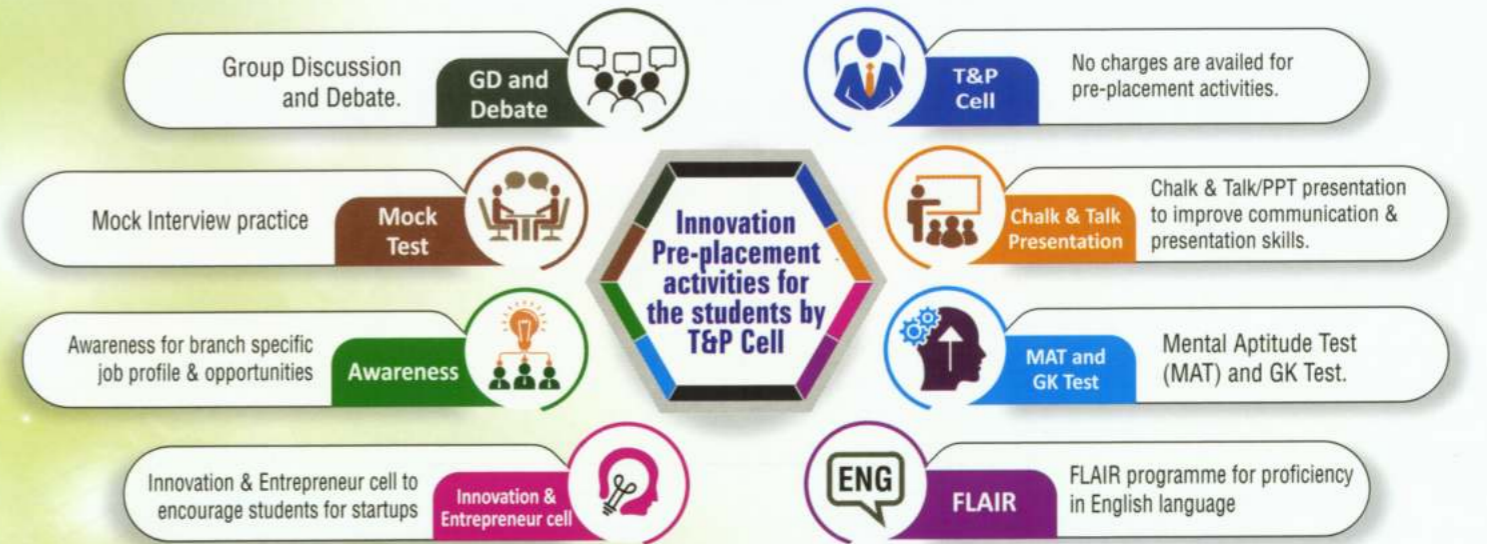 Group Discussion
and Debate.
GD and
Debate
T&P
Cell
No charges are availed for
pre-placement activities.
Mock Interview practice
Mock
Test
Innovation
Pre-placement
activities for
the students by
T&P Cell
Chalk & Talk
Presentation
Chalk & Talk/PPT presentation
to improve communication &
presentation skills.
Awareness for branch specific
job profile & opportunities
Awareness
MAT and
GK Test
Mental Aptitude Test
(MAT) and GK Test.
Innovation & Entrepreneur cell to
encourage students for startups
Innovation &
Entrepreneur cell
ENG
FLAIR
FLAIR programme for proficiency
in English language